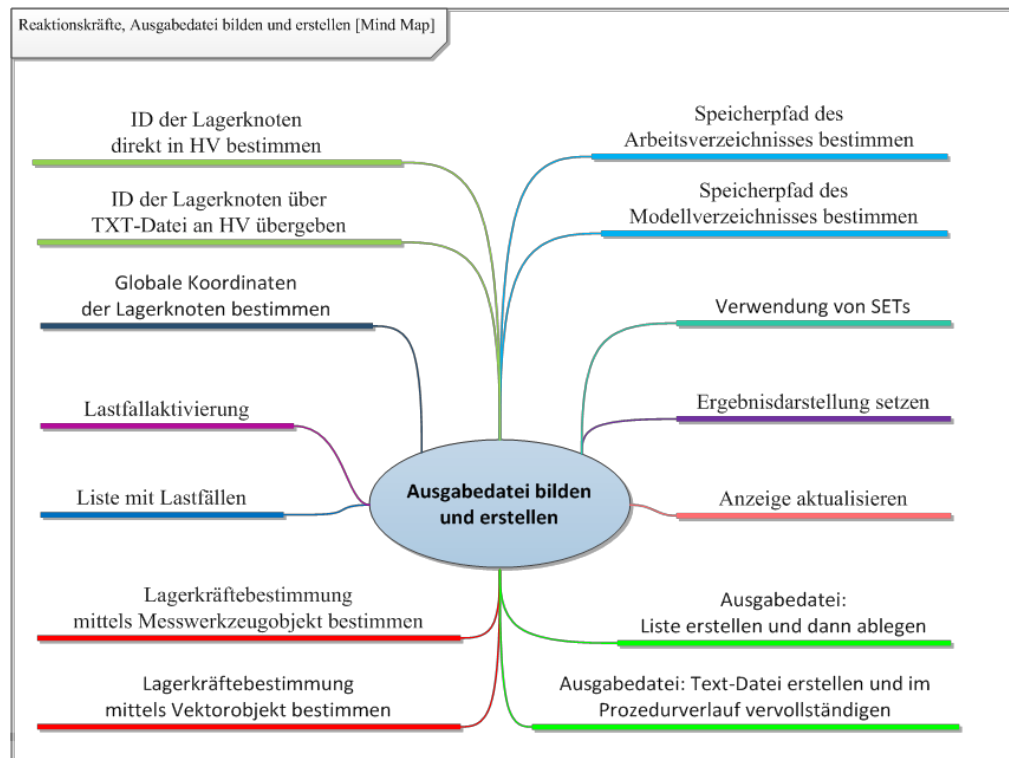 Reaktionskräfte, Ausgabedatei bilden und erstellen [Mind Map]
ID der Lagerknoten
direkt in HV bestimmen
ID der Lagerknoten über
TXT-Datei an HV übergeben
Globale Koordinaten
der Lagerknoten bestimmen
Lastfallaktivierung
Liste mit Lastfällen
Lagerkräftebestimmung
mittels Messwerkzeugobjekt bestimmen
Lagerkräftebestimmung
mittels Vektorobjekt bestimmen
Ausgabedatei bilden
und erstellen
Speicherpfad des
Arbeitsverzeichnisses bestimmen
Speicherpfad des
Modellverzeichnisses bestimmen
Verwendung von SETs
Ergebnisdarstellung setzen
Anzeige aktualisieren
Ausgabedatei:
Liste erstellen und dann ablegen
Ausgabedatei: Text-Datei erstellen und im
Prozedurverlauf vervollständigen